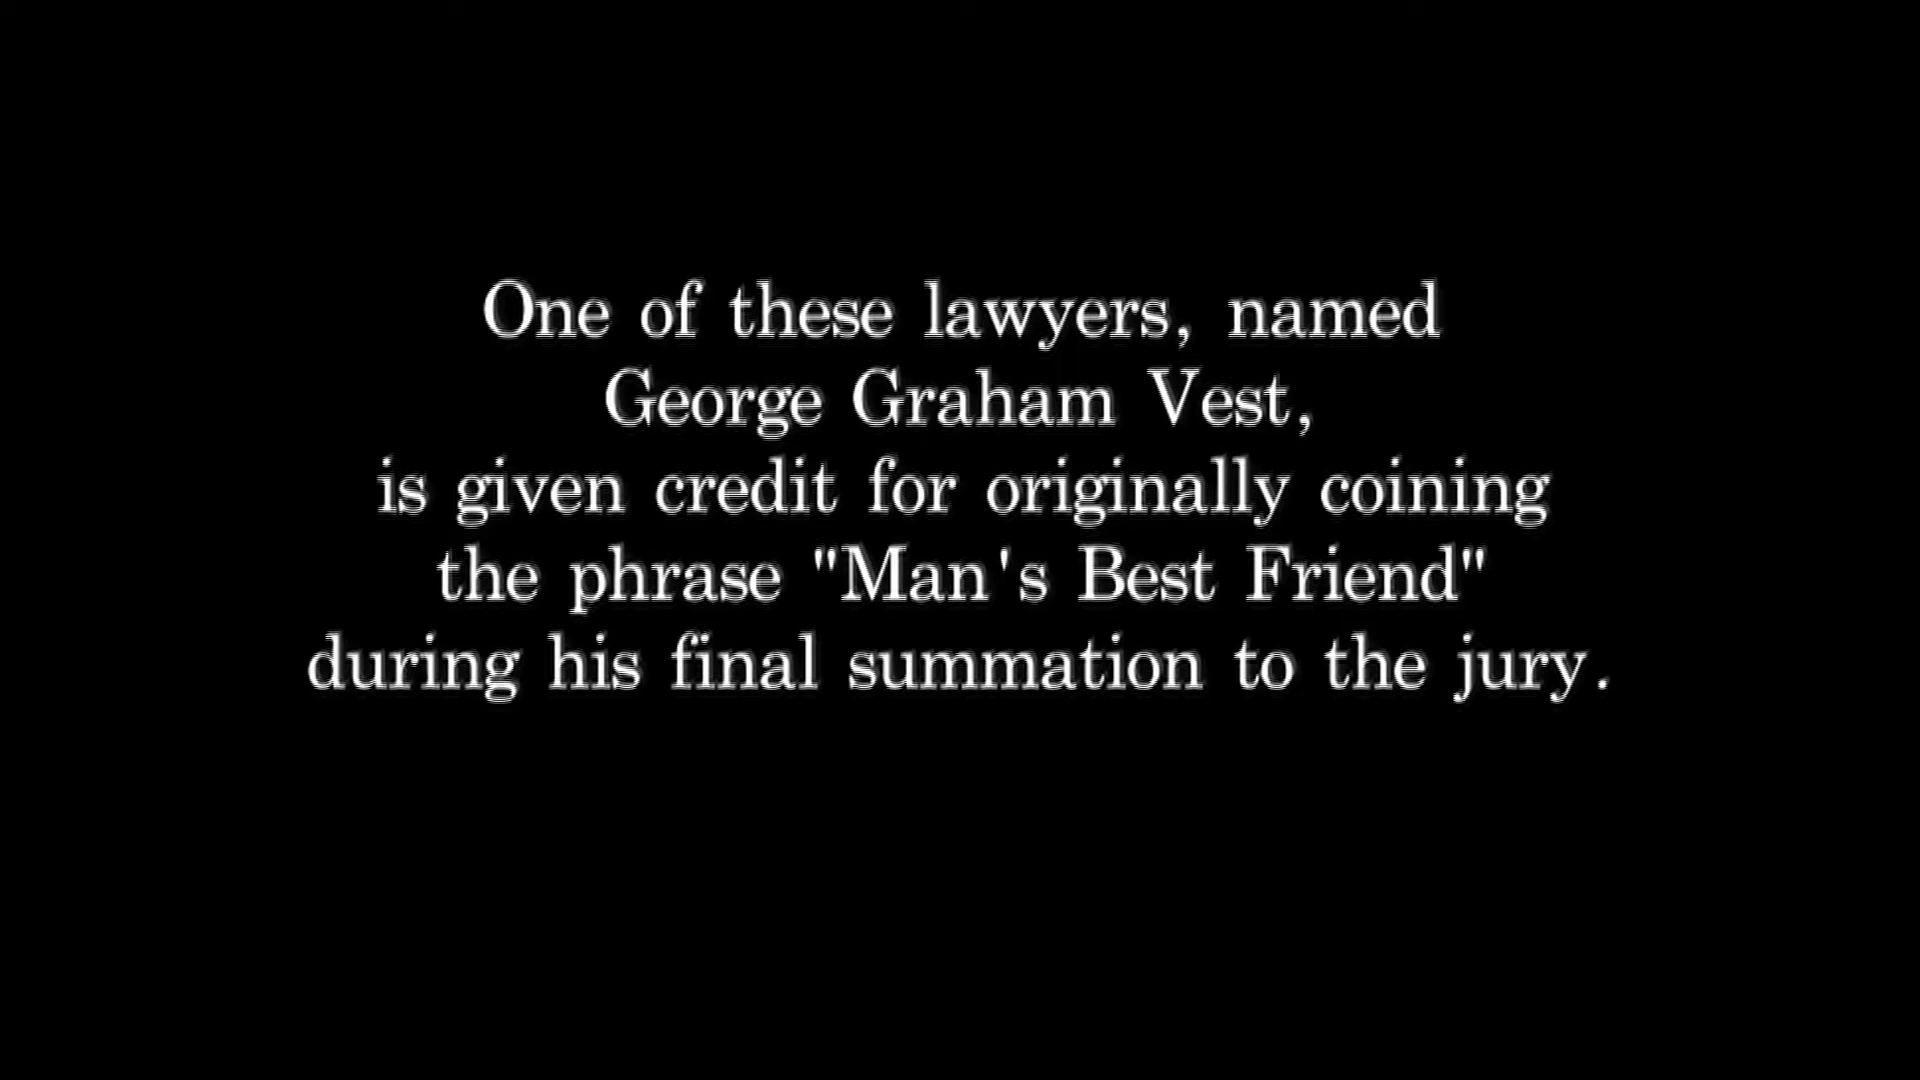 One of these lawyers, named
George Graham Vest,
is given credit for originally coining
the phrase "Man's Best Friend"
during his final summation to the jury.